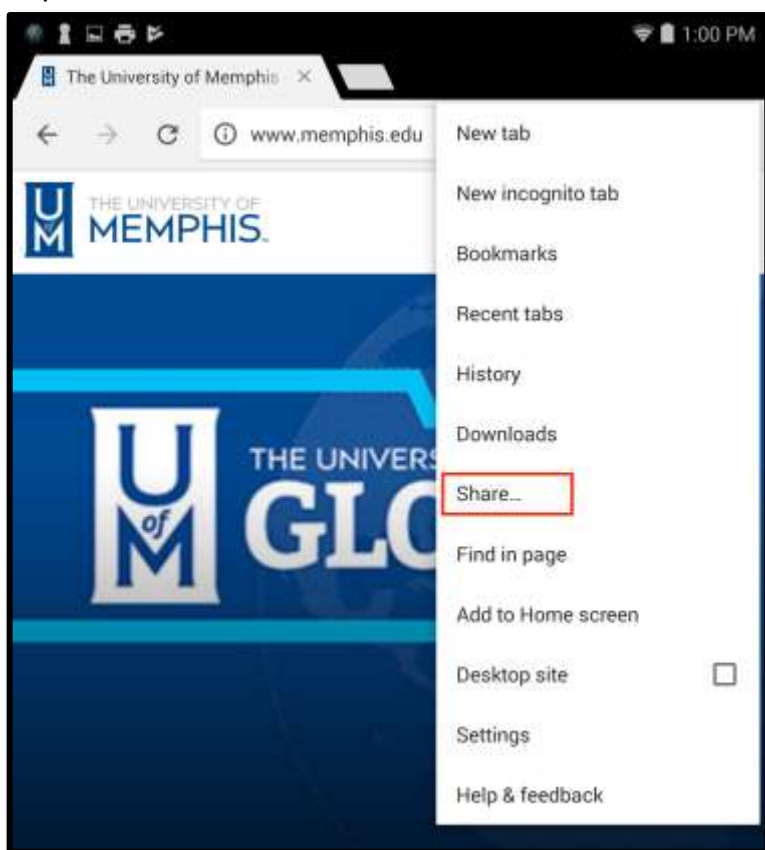 1:00 PM
The University of Memphis
www.memphis.edu
THE UNIVERSITY OF
MEMPHIS
U
of
M
THE UNIVERS
GLO
New tab
New incognito tab
Bookmarks
Recent tabs
History
Downloads
Share...
Find in page
Add to Home screen
Desktop site
Settings
Help & feedback